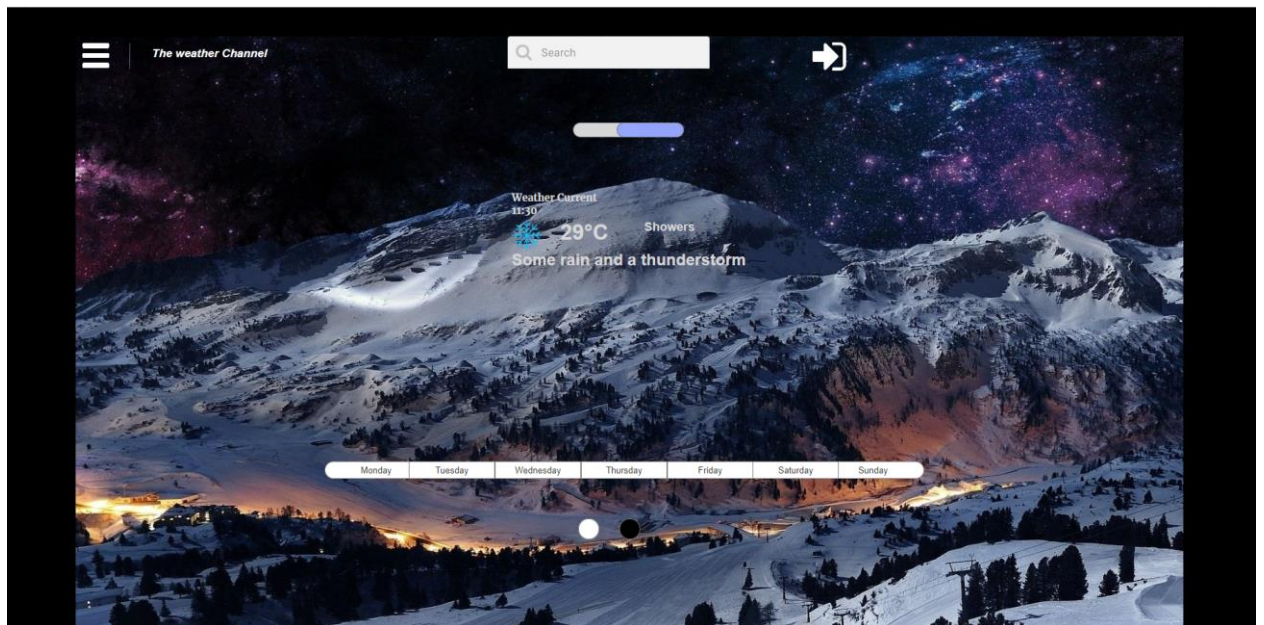 The weather Channel
Search
Weather Current
11:30
29°C Showers
Some rain and a thunderstorm
Monday Tuesday Wednesday Thursday Friday Saturday Sunday